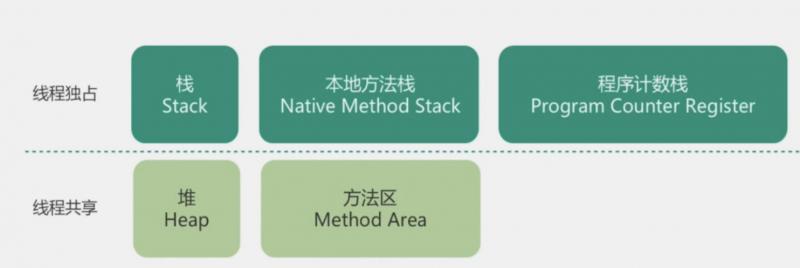 线程独占
栈
Stack
本地方法栈
Native Method Stack
程序计数栈
Program Counter Register
线程共享
堆
Heap
方法区
Method Area